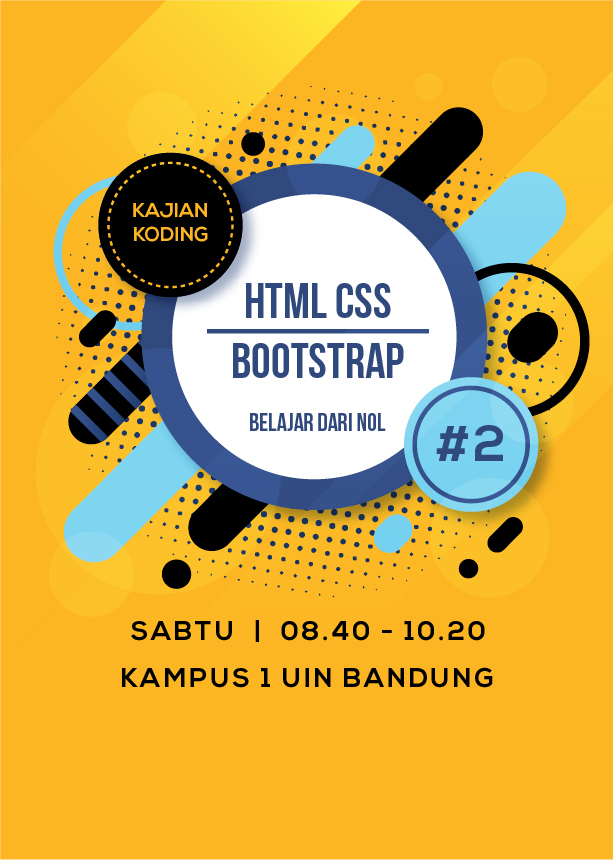 KAJIAN
KODING
HTML CSS
BOOTSTRAP
BELAJAR DARI NOL
#2
SABTU | 08.40 - 10.20
KAMPUS 1 UIN BANDUNG